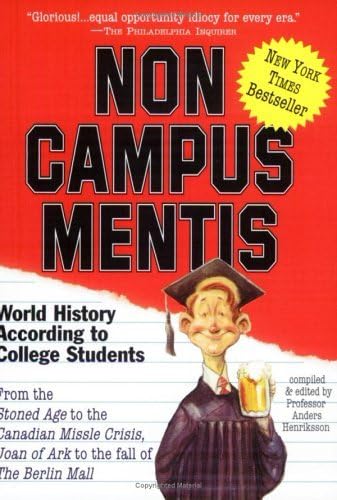 "Glorious!...equal opportunity idiocy for every era."
—THE PHILADELPHIA INQUIRER
NEW YORK
TIMES
Bestseller
NON
CAMPUS
MENTIS
World History
According to
College Students
From the
Stoned Age to the
Canadian Missle Crisis,
Joan of Ark to the fall of
The Berlin Mall
compiled
& edited by
Professor
Anders
Henriksson
Copyrighted Material